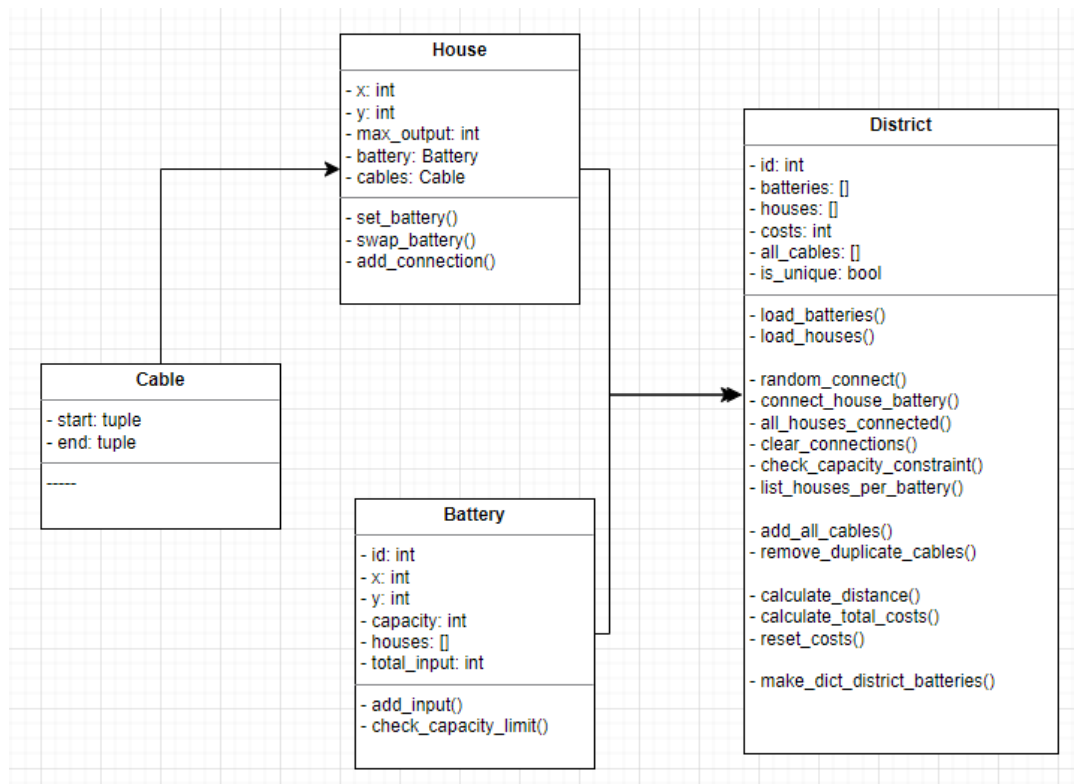 House
- x: int
- y: int
- max_output: int
- battery: Battery
- cables: Cable
- set_battery()
- swap_battery()
- add_connection()
Cable
- start: tuple
- end: tuple
-----
Battery
- id: int
- x: int
- y: int
- capacity: int
- houses: []
- total_input: int
- add_input()
- check_capacity_limit()
District
- id: int
- batteries: []
- houses: []
- costs: int
- all_cables: []
- is_unique: bool
- load_batteries()
- load_houses()
- random_connect()
- connect_house_battery()
- all_houses_connected()
- clear_connections()
- check_capacity_constraint()
- list_houses_per_battery()
- add_all_cables()
- remove_duplicate_cables()
- calculate_distance()
- calculate_total_costs()
- reset_costs()
- make_dict_district_batteries()